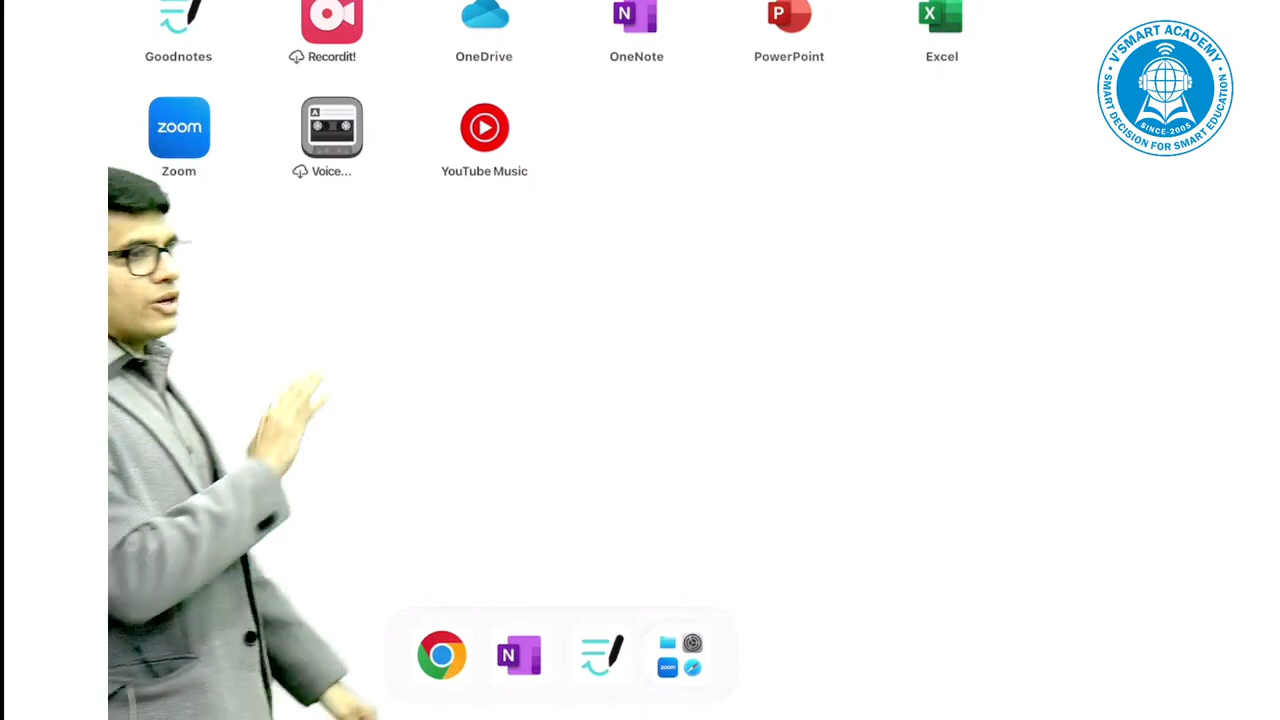 Goodnotes
Recordit!
OneDrive
OneNote
PowerPoint
Excel
N
P
X
zoom
A
Zoom
Voice...
YouTube Music
N
zoom
V'SMART ACADEMY
SINCE-2005
SMART DECISION FOR SMART EDUCATION